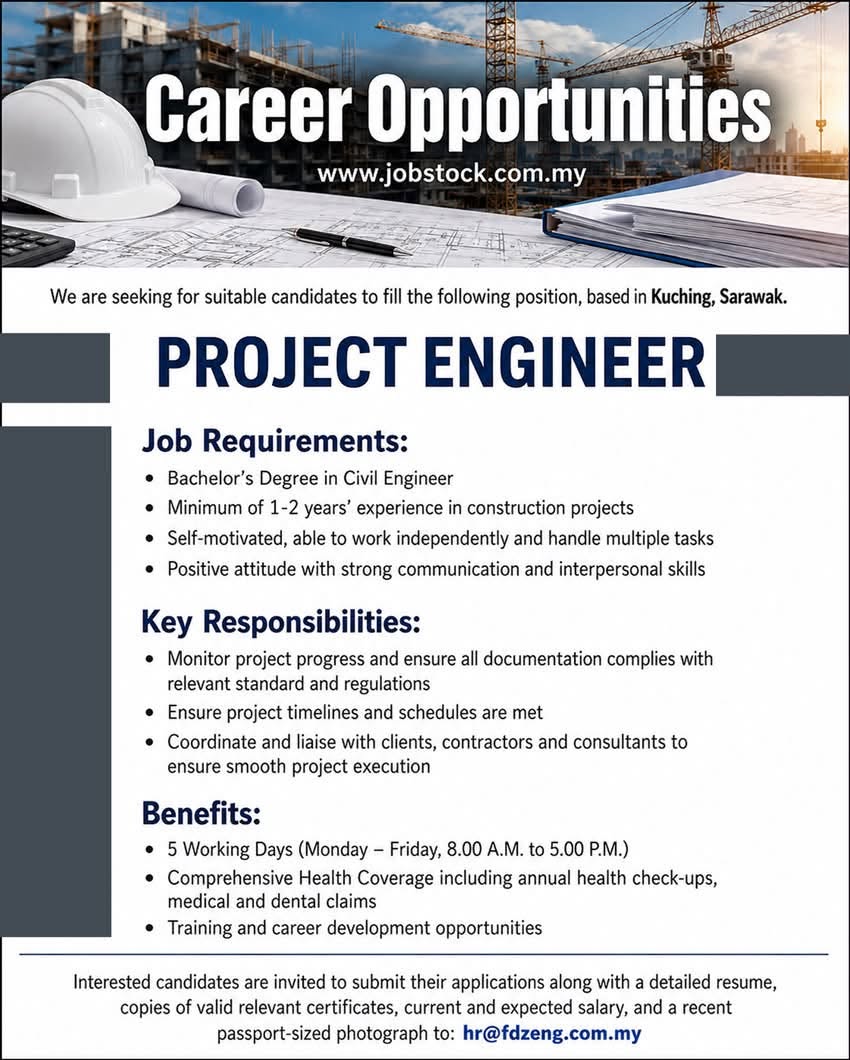 Career Opportunities
www.jobstock.com.my
We are seeking for suitable candidates to fill the following position, based in Kuching, Sarawak.
PROJECT ENGINEER
Job Requirements:
• Bachelor's Degree in Civil Engineer
• Minimum of 1-2 years' experience in construction projects
• Self-motivated, able to work independently and handle multiple tasks
• Positive attitude with strong communication and interpersonal skills
Key Responsibilities:
• Monitor project progress and ensure all documentation complies with
relevant standard and regulations
• Ensure project timelines and schedules are met
• Coordinate and liaise with clients, contractors and consultants to
ensure smooth project execution
Benefits:
• 5 Working Days (Monday – Friday, 8.00 A.M. to 5.00 P.M.)
• Comprehensive Health Coverage including annual health check-ups,
medical and dental claims
• Training and career development opportunities
Interested candidates are invited to submit their applications along with a detailed resume,
copies of valid relevant certificates, current and expected salary, and a recent
passport-sized photograph to: hr@fdzeng.com.my